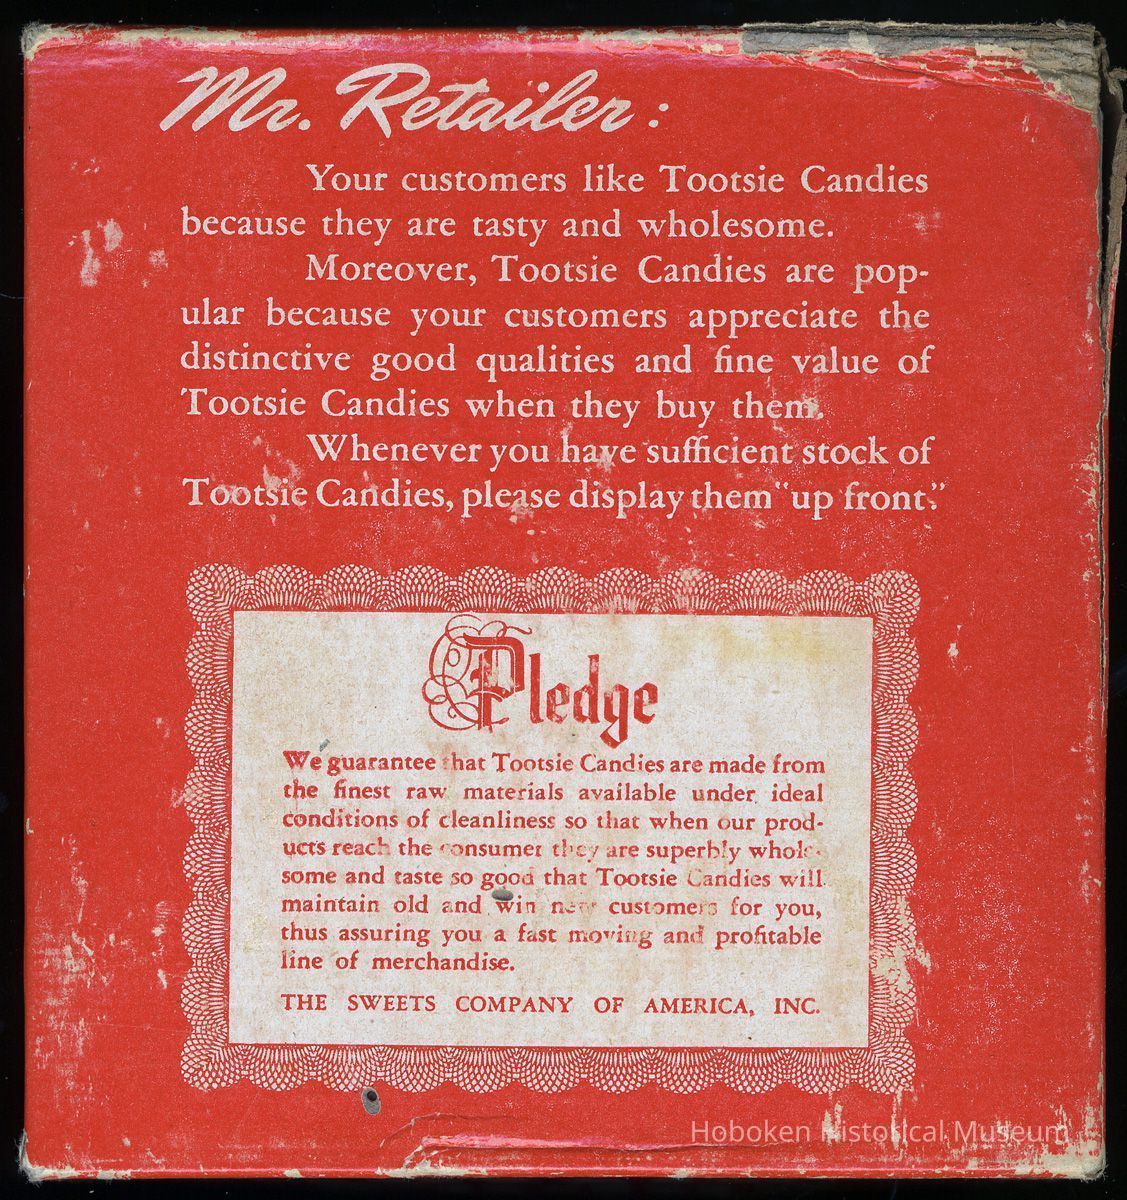 Mr. Retailer:
Your customers like Tootsie Candies
because they are tasty and wholesome.
Moreover, Tootsie Candies are pop-
ular because your customers appreciate the
distinctive good qualities and fine value of
Tootsie Candies when they buy them.
Whenever you have sufficient stock of
Tootsie Candies, please display them "up front."
Pledge
We guarantee that Tootsie Candies are made from
the finest raw materials available under ideal
conditions of cleanliness so that when our prod-
ucts reach the consumer they are superbly whole-
some and taste so good that Tootsie Candies will
maintain old and win new customers for you,
thus assuring you a fast moving and profitable
line of merchandise.
THE SWEETS COMPANY OF AMERICA, INC.
Hoboken Historical Museum